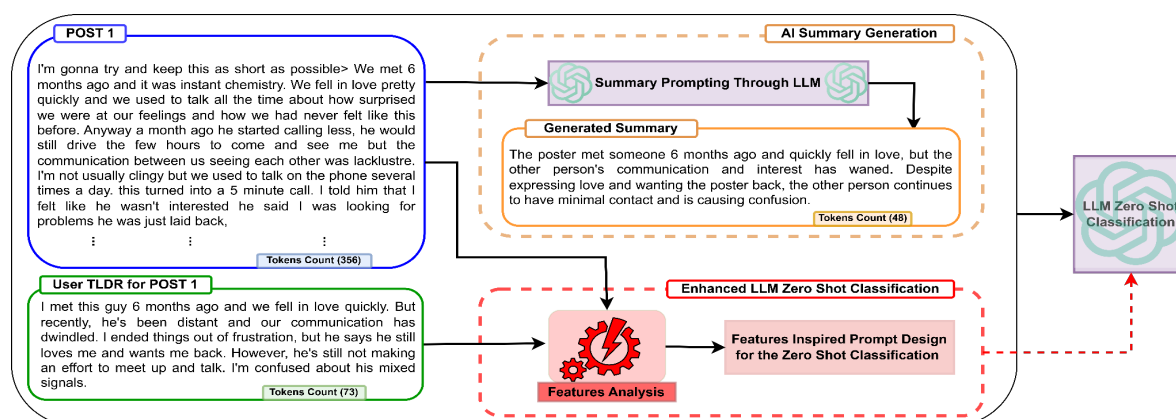 POST 1
I'm gonna try and keep this as short as possible> We met 6
months ago and it was instant chemistry. We fell in love pretty
quickly and we used to talk all the time about how surprised
we were at our feelings and how we had never felt like this
before. Anyway a month ago he started calling less, he would
still drive the few hours to come and see me but the
communication between us seeing each other was lacklustre.
I'm not usually clingy but we used to talk on the phone several
times a day. this turned into a 5 minute call. I told him that I
felt like he wasn't interested he said I was looking for
problems he was just laid back,
Tokens Count (356)
User TLDR for POST 1
I met this guy 6 months ago and we fell in love quickly. But
recently, he's been distant and our communication has
dwindled. I ended things out of frustration, but he says he still
loves me and wants me back. However, he's still not making
an effort to meet up and talk. I'm confused about his mixed
signals.
Tokens Count (73)
AI Summary Generation
Summary Prompting Through LLM
Generated Summary
The poster met someone 6 months ago and quickly fell in love, but the
other person's communication and interest has waned. Despite
expressing love and wanting the poster back, the other person continues
to have minimal contact and is causing confusion.
Tokens Count (48)
Enhanced LLM Zero Shot Classification
Features Analysis
Features Inspired Prompt Design
for the Zero Shot Classification
LLM Zero Shot
Classification